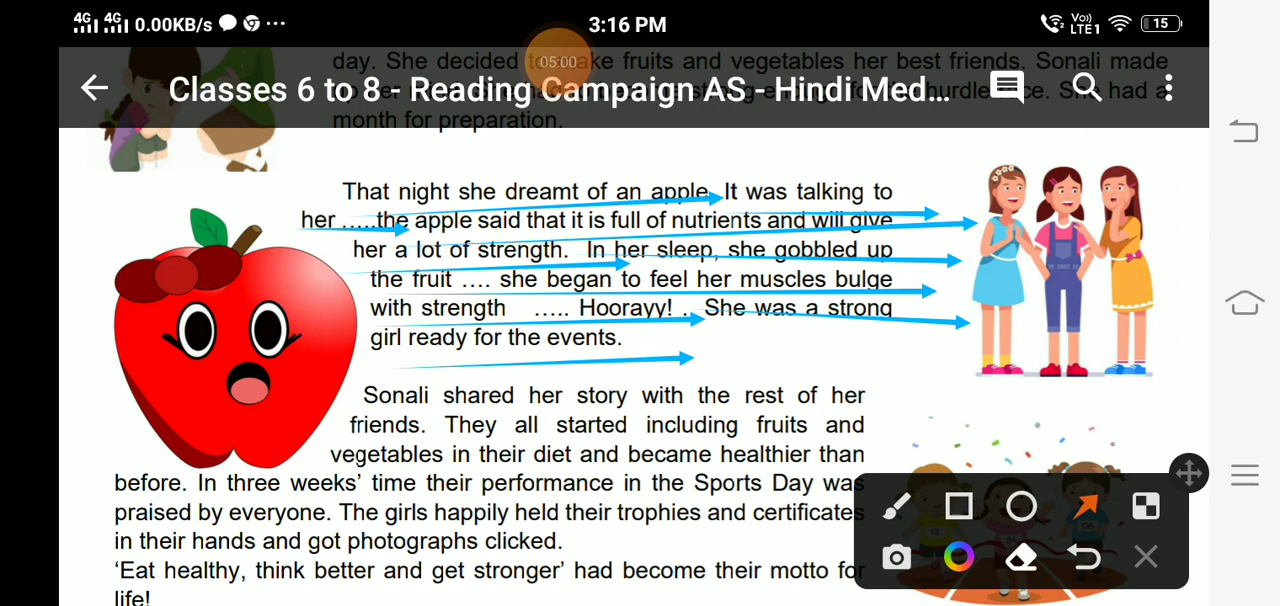 4G 4G 0.00KB/s ... 3:16 PM Vo)) LTE1 15
day. She decided to make fruits and vegetables her best friends. Sonali made
05:00
Classes 6 to 8 - Reading Campaign AS - Hindi Med...
month for preparation.
That night she dreamt of an apple. It was talking to
her …..the apple said that it is full of nutrients and will give
her a lot of strength. In her sleep, she gobbled up
the fruit …. she began to feel her muscles bulge
with strength ….. Hoorayy! .. She was a strong
girl ready for the events.
Sonali shared her story with the rest of her
friends. They all started including fruits and
vegetables in their diet and became healthier than
before. In three weeks’ time their performance in the Sports Day was
praised by everyone. The girls happily held their trophies and certificates
in their hands and got photographs clicked.
‘Eat healthy, think better and get stronger’ had become their motto for
life!